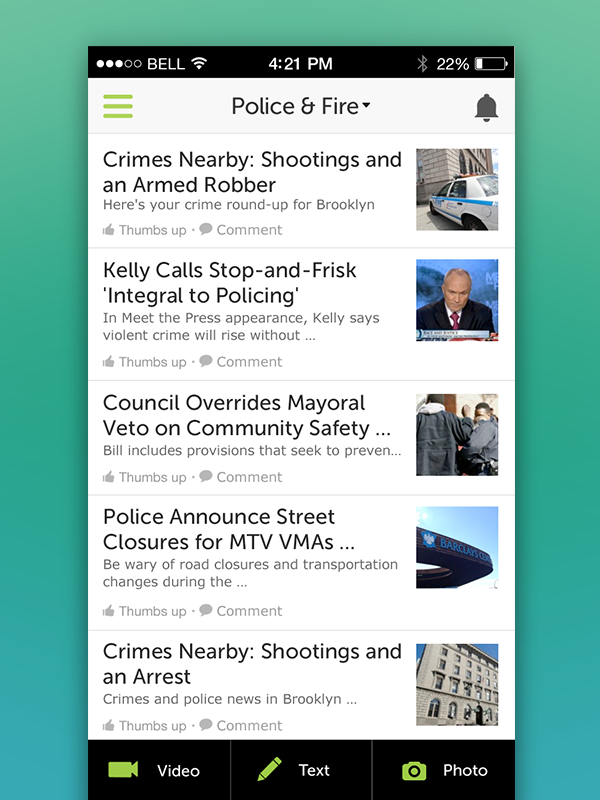 BELL 4:21 PM 22%
Police & Fire
Crimes Nearby: Shootings and
an Armed Robber
Here's your crime round-up for Brooklyn
Thumbs up · Comment
Kelly Calls Stop-and-Frisk
'Integral to Policing'
In Meet the Press appearance, Kelly says
violent crime will rise without ...
Thumbs up · Comment
Council Overrides Mayoral
Veto on Community Safety ...
Bill includes provisions that seek to preven...
Thumbs up · Comment
Police Announce Street
Closures for MTV VMAs ...
BARCLAYS
Be wary of road closures and transportation
changes during the ...
Thumbs up · Comment
Crimes Nearby: Shootings and
an Arrest
Crimes and police news in Brooklyn ...
Thumbs up · Comment
Video Text Photo